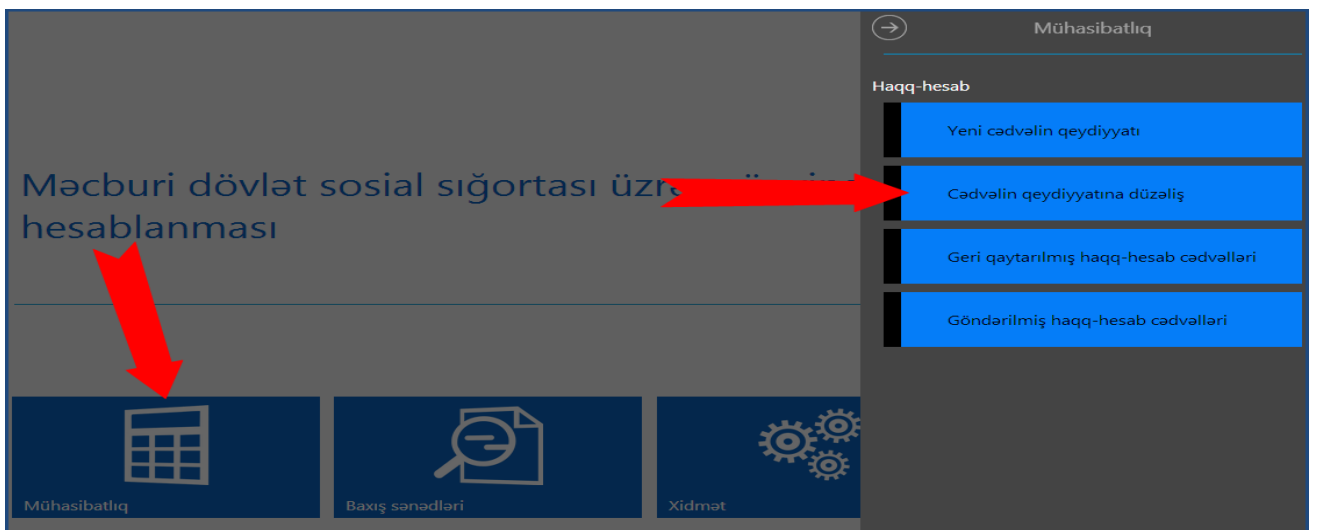 Mühasibatlıq
Haqq-hesab
Yeni cədvəlin qeydiyyatı
Cədvəlin qeydiyyatına düzəliş
Geri qaytarılmış haqq-hesab cədvəlləri
Göndərilmiş haqq-hesab cədvəlləri
Məcburi dövlət sosial sığortası
hesablanması
Mühasibatlıq
Baxış sənədləri
Xidmət